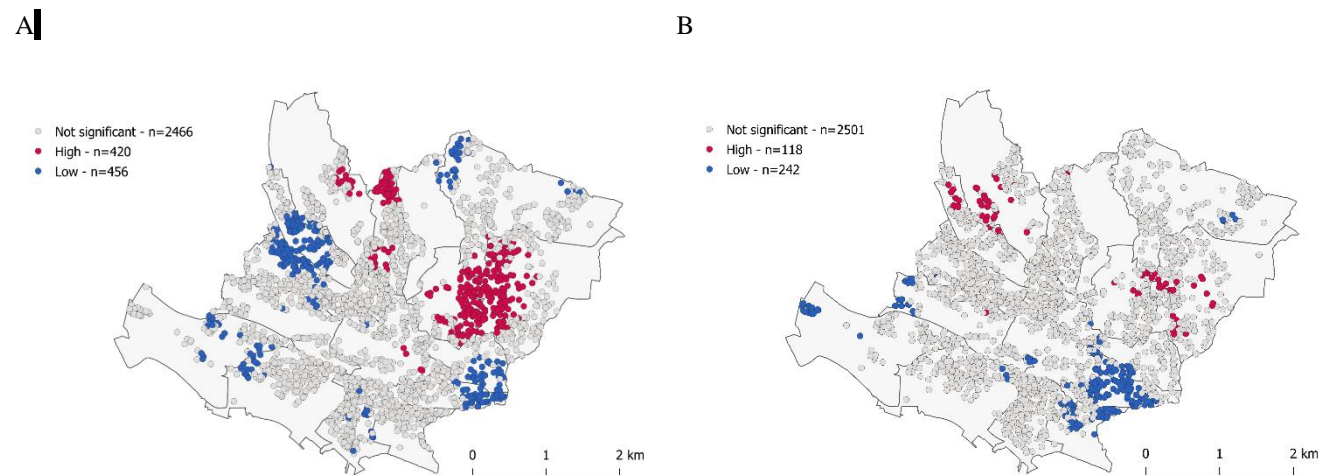 A
Not significant - n=2466
High - n=420
Low - n=456
0 1 2 km
B
Not significant - n=2501
High - n=118
Low - n=242
0 1 2 km